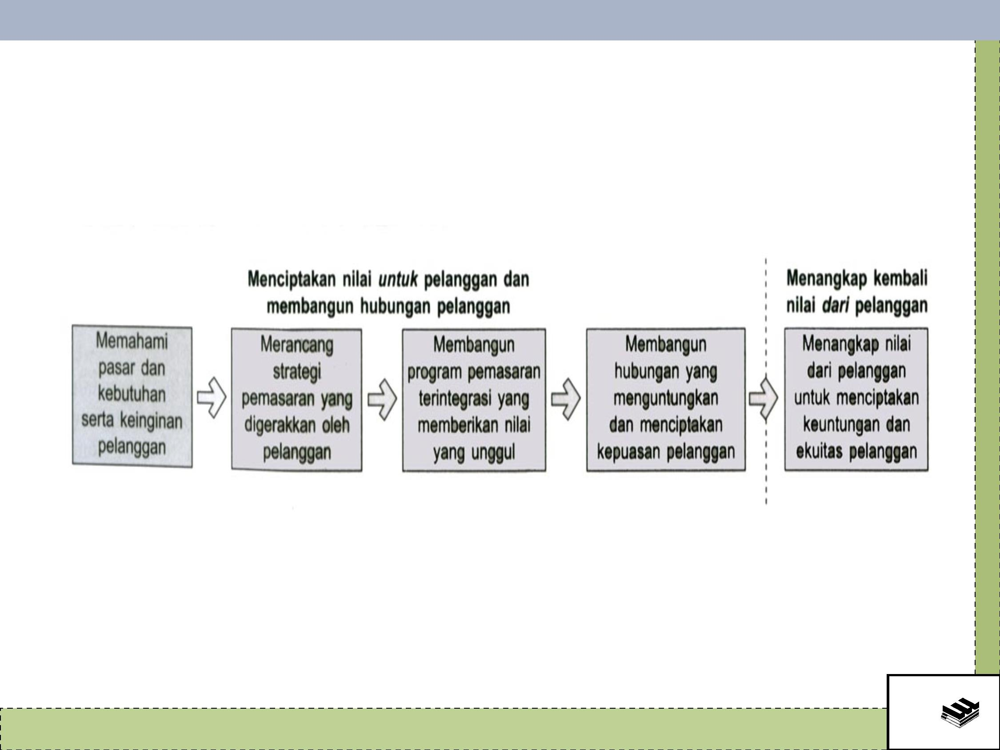 Menciptakan nilai untuk pelanggan dan
membangun hubungan pelanggan
Menangkap kembali
nilai dari pelanggan
Memahami
pasar dan
kebutuhan
serta keinginan
pelanggan
Merancang
strategi
pemasaran yang
digerakkan oleh
pelanggan
Membangun
program pemasaran
terintegrasi yang
memberikan nilai
yang unggul
Membangun
hubungan yang
menguntungkan
dan menciptakan
kepuasan pelanggan
Menangkap nilai
dari pelanggan
untuk menciptakan
keuntungan dan
ekuitas pelanggan